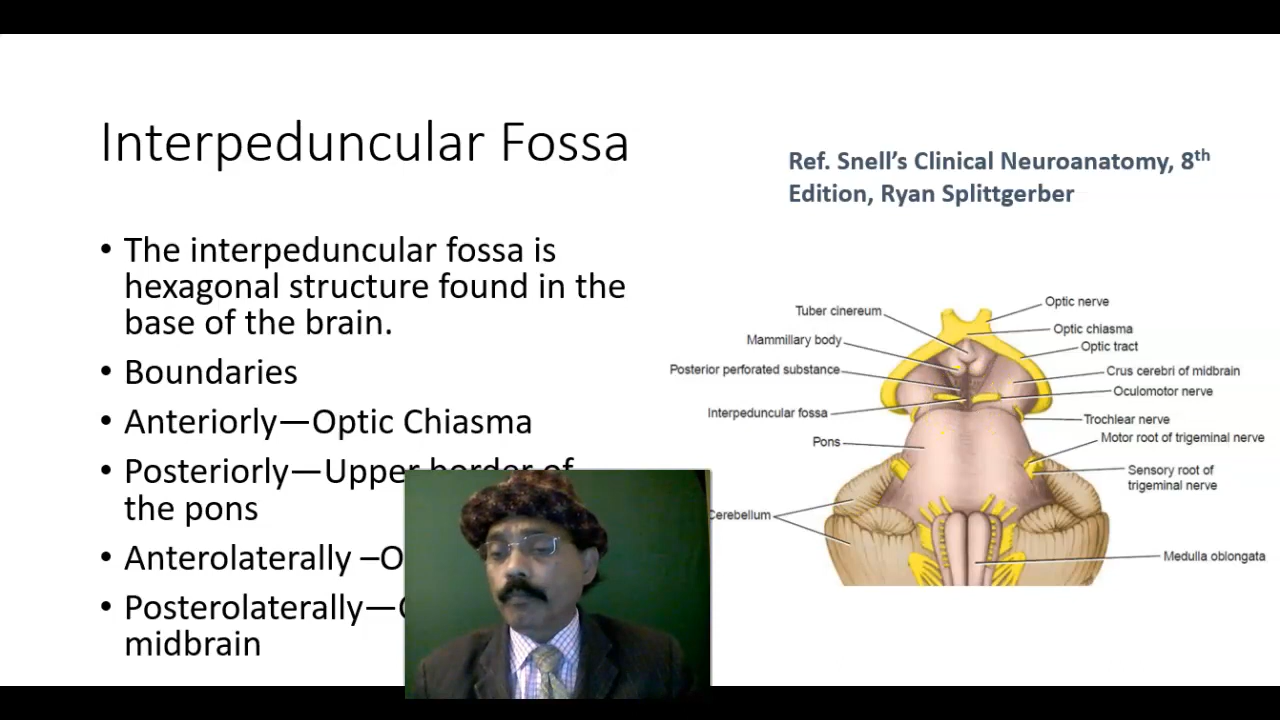 Interpeduncular Fossa
Ref. Snell’s Clinical Neuroanatomy, 8th
Edition, Ryan Splittgerber
• The interpeduncular fossa is
hexagonal structure found in the
base of the brain.
• Boundaries
• Anteriorly—Optic Chiasma
• Posteriorly—Upper border of
the pons
• Anterolaterally –
• Posterolaterally—
midbrain
Tuber cinereum
Mammillary body
Posterior perforated substance
Interpeduncular fossa
Pons
Cerebellum
Optic nerve
Optic chiasma
Optic tract
Crus cerebri of midbrain
Oculomotor nerve
Trochlear nerve
Motor root of trigeminal nerve
Sensory root of
trigeminal nerve
Medulla oblongata